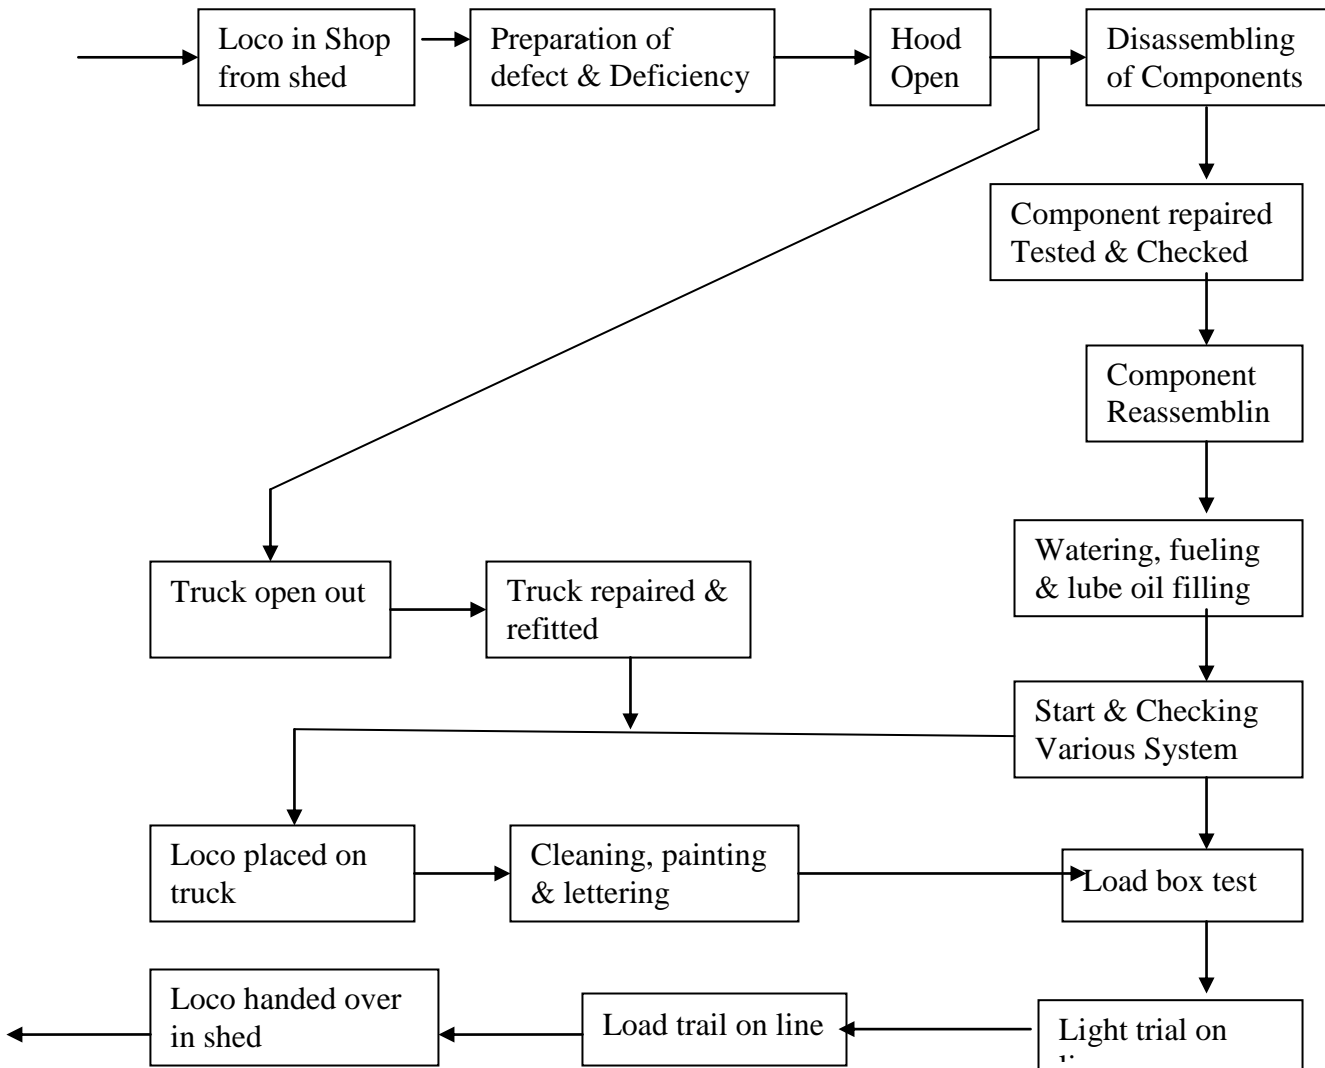 Loco in Shop
from shed
Preparation of
defect & Deficiency
Hood
Open
Disassembling
of Components
Component repaired
Tested & Checked
Component
Reassemblin
Watering, fueling
& lube oil filling
Truck open out
Truck repaired &
refitted
Start & Checking
Various System
Loco placed on
truck
Cleaning, painting
& lettering
Load box test
Loco handed over
in shed
Load trail on line
Light trial on